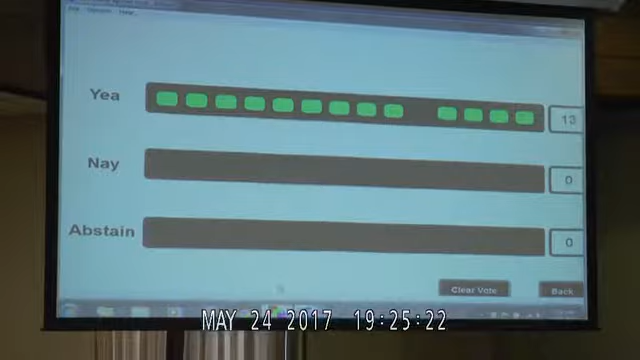 Yea 13
Nay 0
Abstain 0
Clear Vote Back
MAY 24 2017 19:25:22